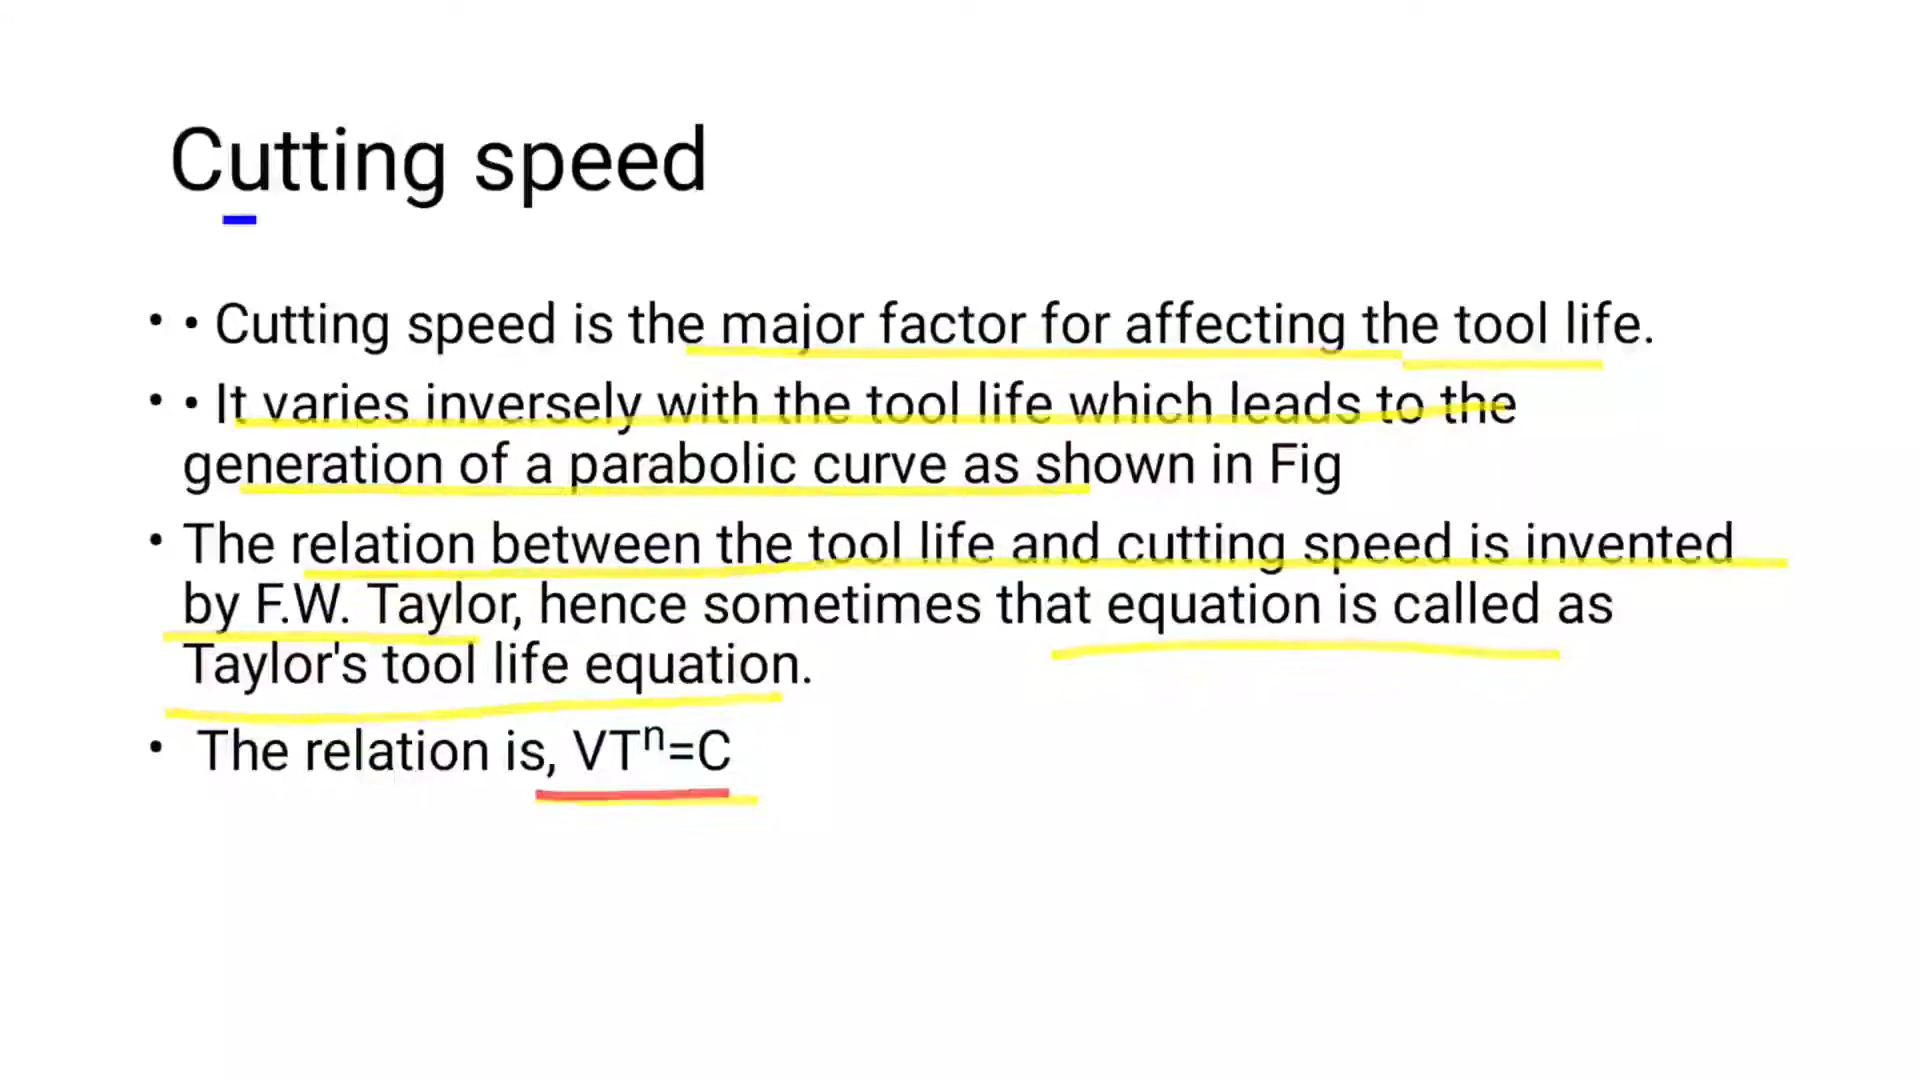 Cutting speed
• • Cutting speed is the major factor for affecting the tool life.
• • It varies inversely with the tool life which leads to the
generation of a parabolic curve as shown in Fig
• The relation between the tool life and cutting speed is invented
by F.W. Taylor, hence sometimes that equation is called as
Taylor's tool life equation.
• The relation is, VTⁿ=C